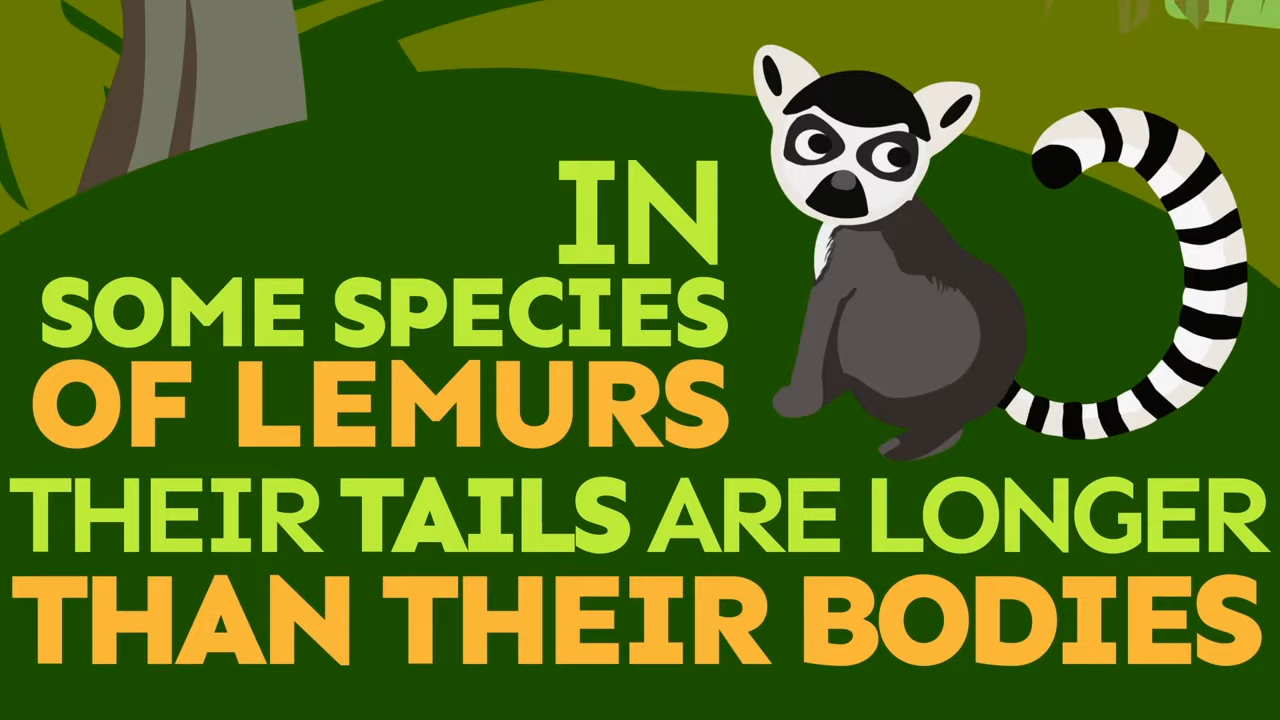 IN
SOME SPECIES
OF LEMURS
THEIR TAILS ARE LONGER
THAN THEIR BODIES